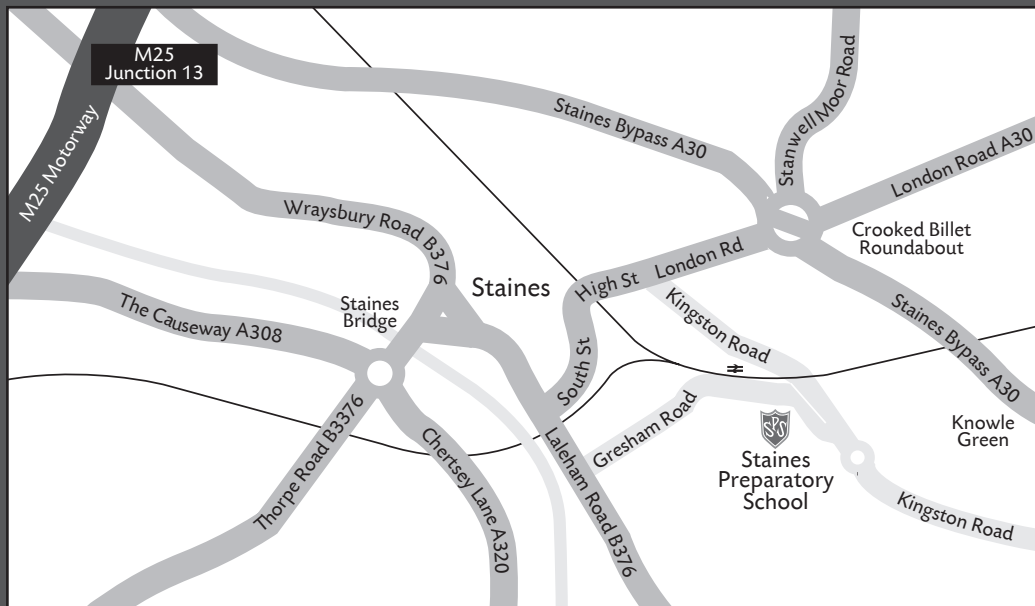 M25
Junction 13
M25 Motorway
Staines Bypass A30
Stanwell Moor Road
London Road A30
Wraysbury Road B376
Crooked Billet
Roundabout
London Rd
High St
Staines
Staines
Bridge
The Causeway A308
Kingston Road
Staines Bypass A30
South St
Thorpe Road B3376
Chertsey Lane A320
Laleham Road B376
Gresham Road
SPS
Staines
Preparatory
School
Knowle
Green
Kingston Road